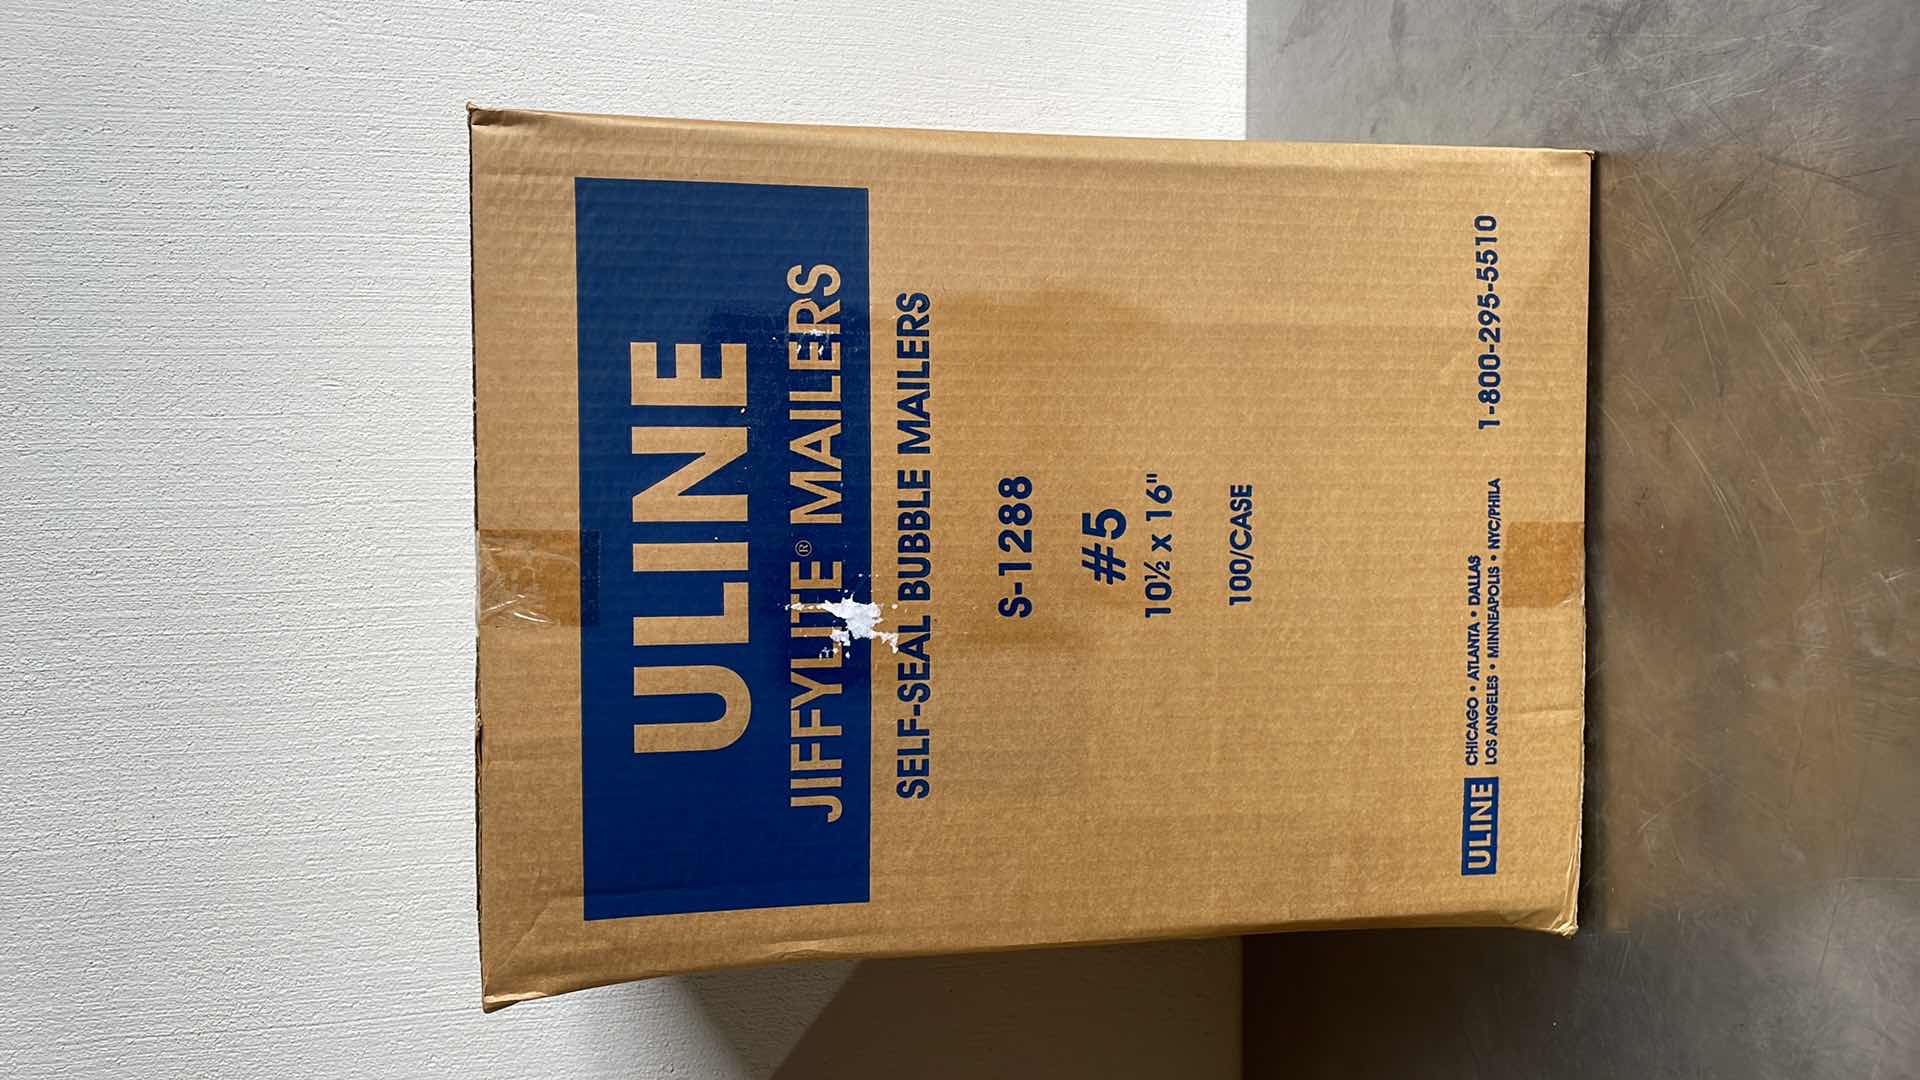 ULINE
JIFFYLITE® MAILERS
SELF-SEAL BUBBLE MAILERS
S-1288
#5
10½ x 16"
100/CASE
ULINE
CHICAGO • ATLANTA • DALLAS
LOS ANGELES • MINNEAPOLIS • NYC/PHILA
1-800-295-5510